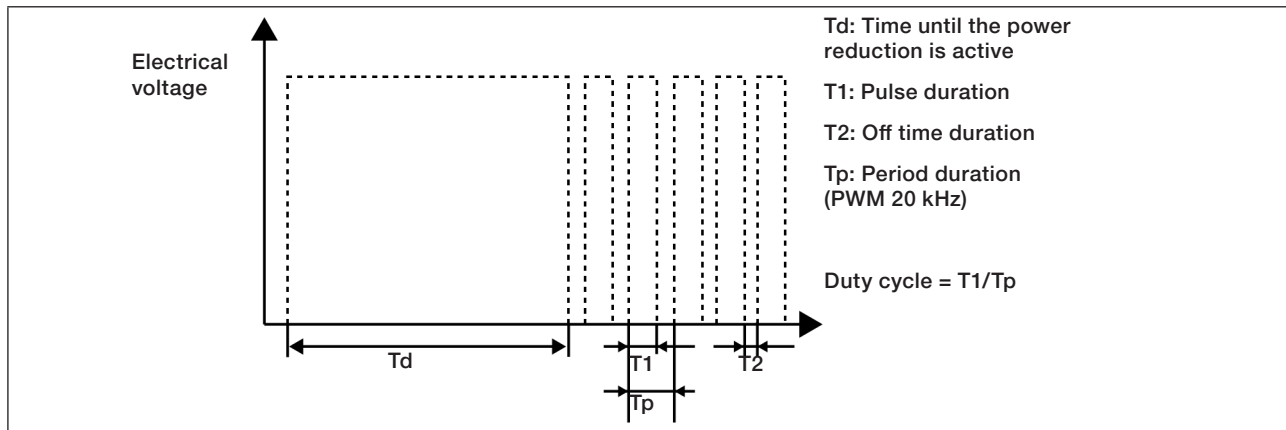 Electrical
voltage
Td: Time until the power
reduction is active
T1: Pulse duration
T2: Off time duration
Tp: Period duration
(PWM 20 kHz)
Duty cycle = T1/Tp
Td
T1
T2
Tp